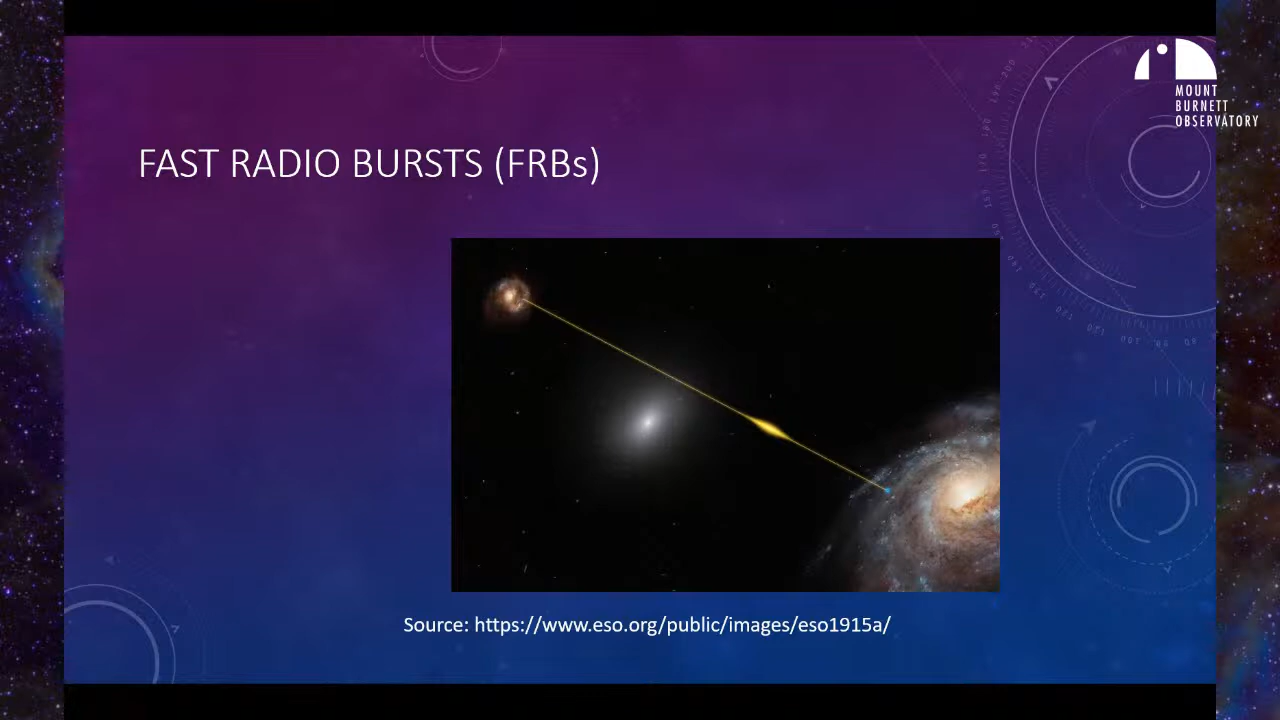 MOUNT
BURNETT
OBSERVATORY
FAST RADIO BURSTS (FRBs)
Source: https://www.eso.org/public/images/eso1915a/